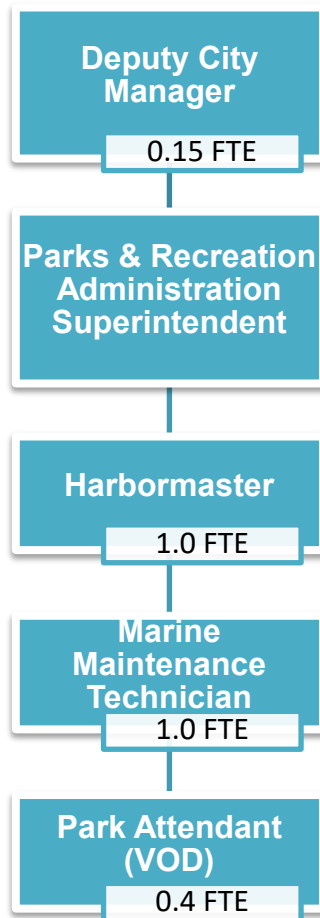 Deputy City
Manager
0.15 FTE
Parks & Recreation
Administration
Superintendent
Harbormaster
1.0 FTE
Marine
Maintenance
Technician
1.0 FTE
Park Attendant
(VOD)
0.4 FTE